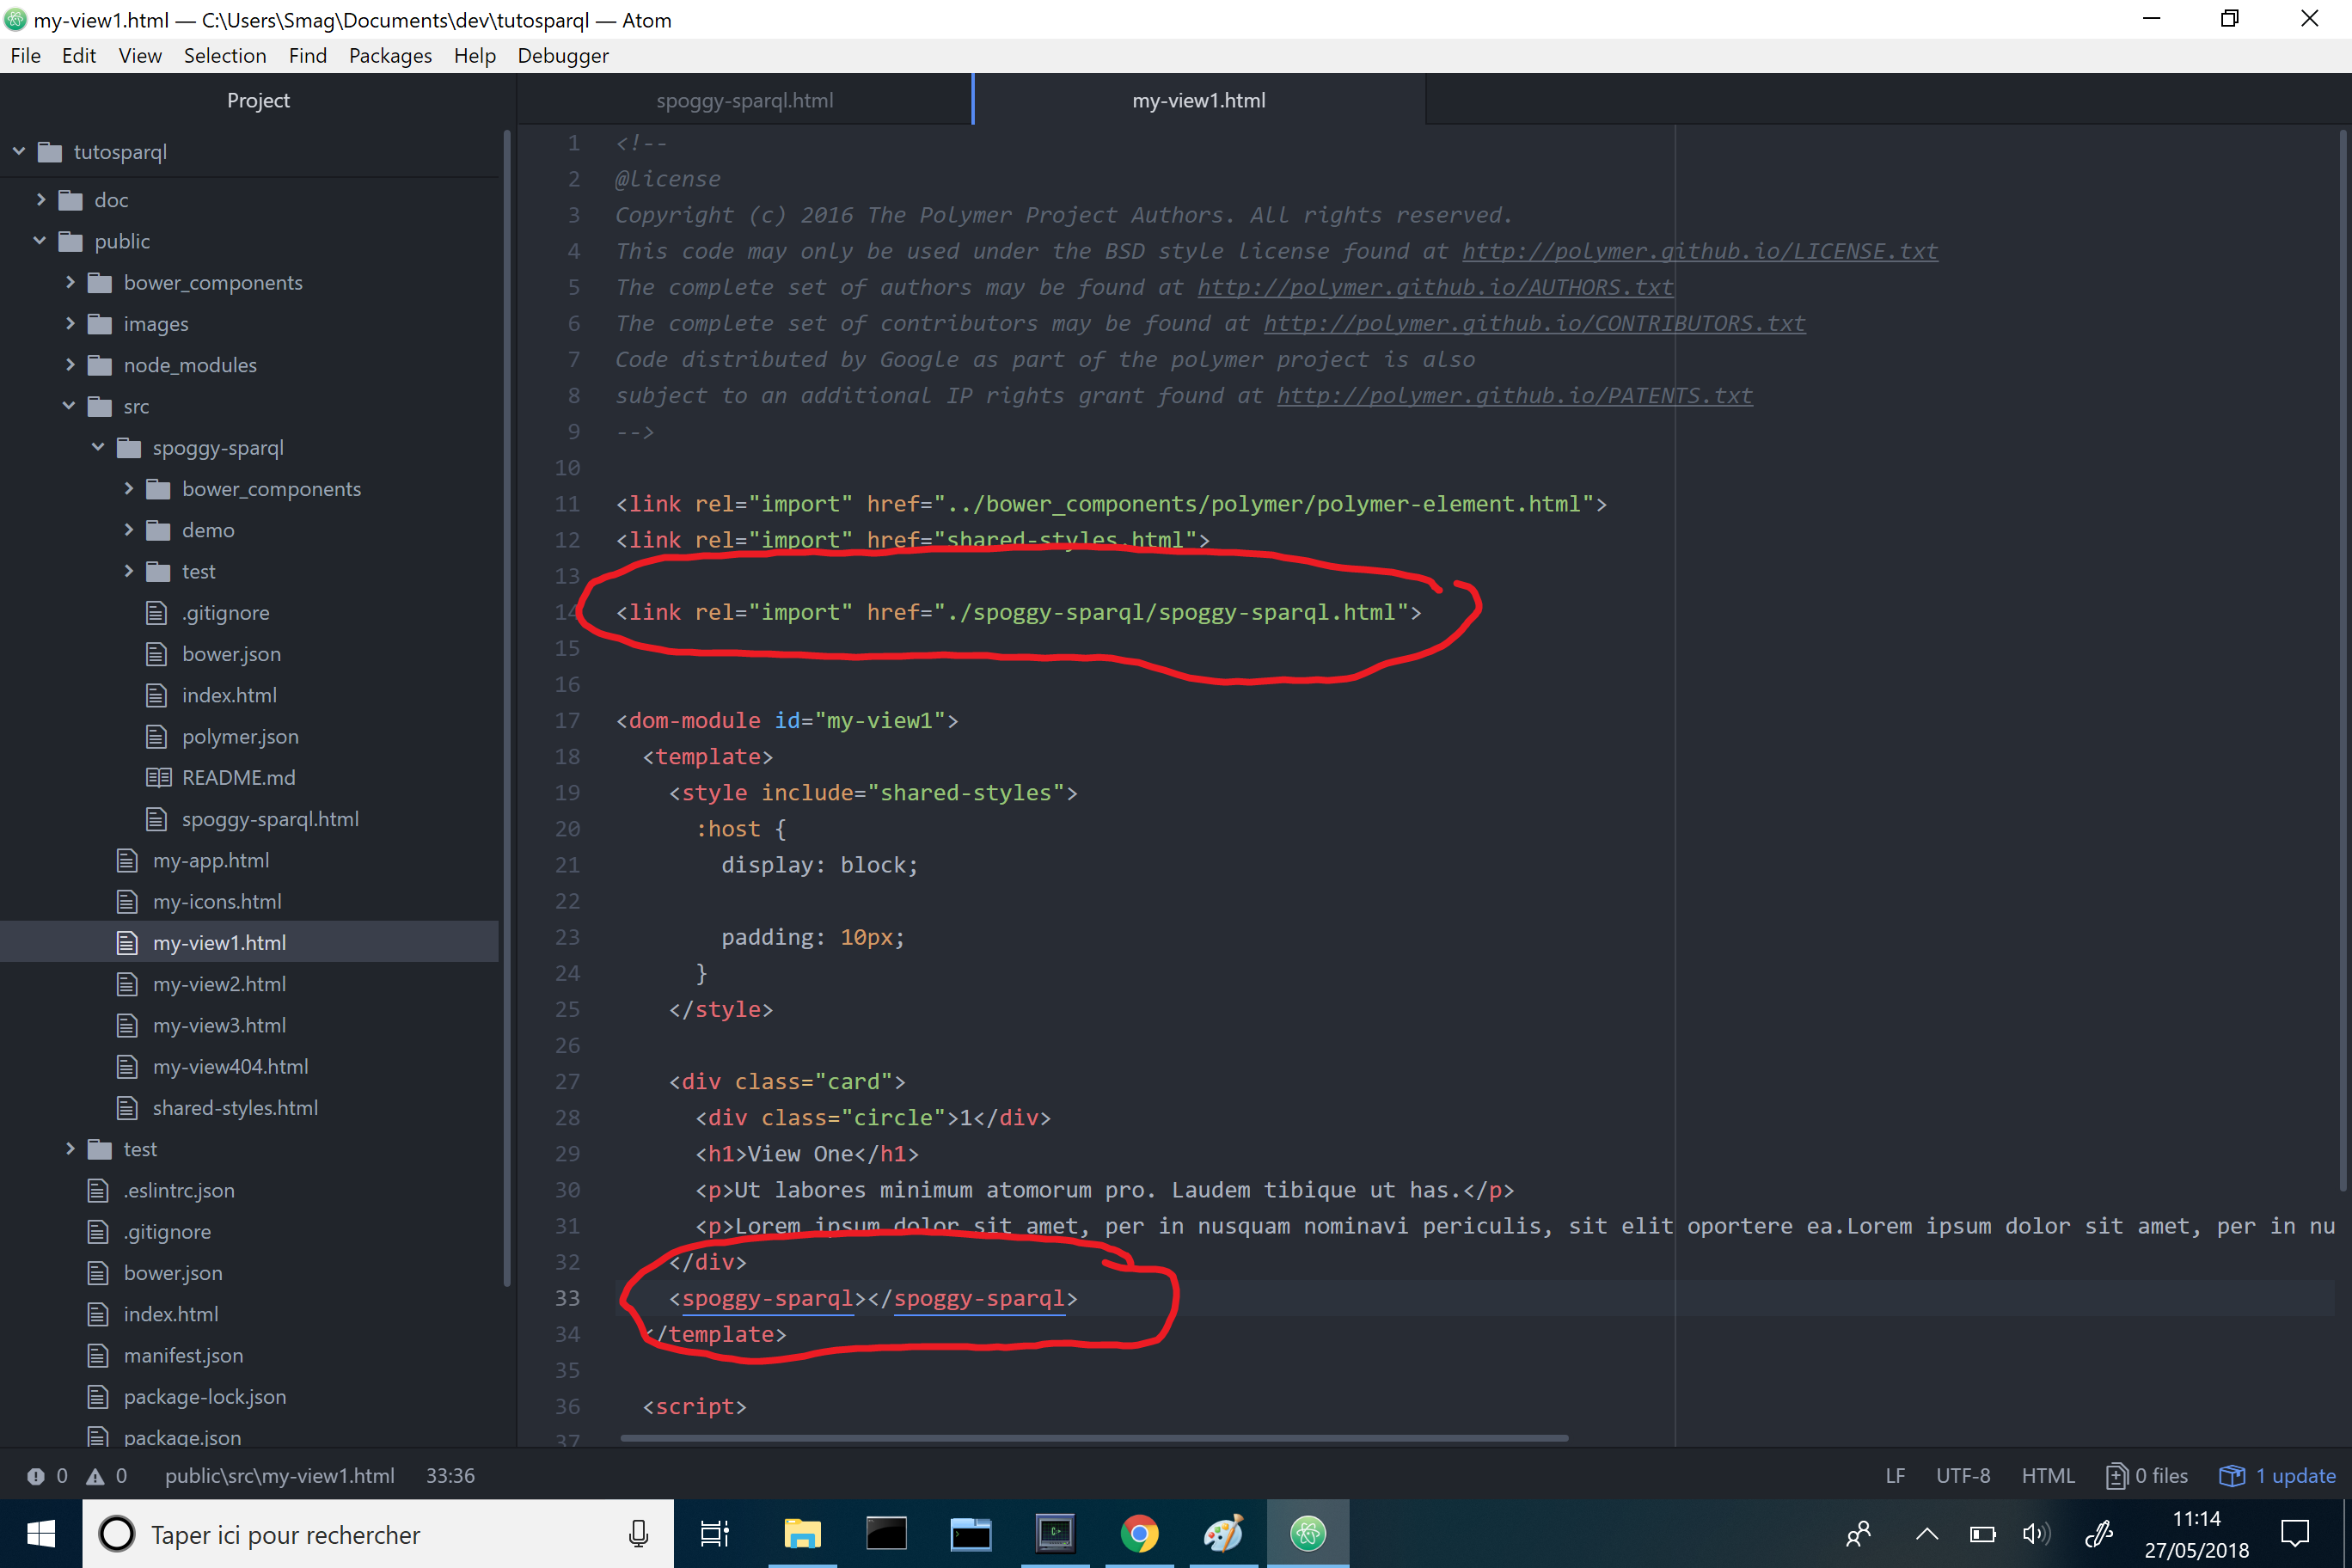 my-view1.html — C:\Users\Smag\Documents\dev\tutosparql — Atom
File Edit View Selection Find Packages Help Debugger
Project
tutosparql
doc
public
bower_components
images
node_modules
src
spoggy-sparql
bower_components
demo
test
.gitignore
bower.json
index.html
polymer.json
README.md
spoggy-sparql.html
my-app.html
my-icons.html
my-view1.html
my-view2.html
my-view3.html
my-view404.html
shared-styles.html
test
.eslintrc.json
.gitignore
bower.json
index.html
manifest.json
package-lock.json
package.json
spoggy-sparql.html my-view1.html
1 <!--
2 @license
3 Copyright (c) 2016 The Polymer Project Authors. All rights reserved.
4 This code may only be used under the BSD style license found at http://polymer.github.io/LICENSE.txt
5 The complete set of authors may be found at http://polymer.github.io/AUTHORS.txt
6 The complete set of contributors may be found at http://polymer.github.io/CONTRIBUTORS.txt
7 Code distributed by Google as part of the polymer project is also
8 subject to an additional IP rights grant found at http://polymer.github.io/PATENTS.txt
9 -->
10
11 <link rel="import" href="../bower_components/polymer/polymer-element.html">
12 <link rel="import" href="shared-styles.html">
13
14 <link rel="import" href="./spoggy-sparql/spoggy-sparql.html">
15
16
17 <dom-module id="my-view1">
18 <template>
19 <style include="shared-styles">
20 :host {
21 display: block;
22
23 padding: 10px;
24 }
25 </style>
26
27 <div class="card">
28 <div class="circle">1</div>
29 <h1>View One</h1>
30 <p>Ut labores minimum atomorum pro. Laudem tibique ut has.</p>
31 <p>Lorem ipsum dolor sit amet, per in nusquam nominavi periculis, sit elit oportere ea.Lorem ipsum dolor sit amet, per in nu
32 </div>
33 <spoggy-sparql></spoggy-sparql>
34 </template>
35
36 <script>
37
0 0 public\src\my-view1.html 33:36 LF UTF-8 HTML 0 files 1 update
Taper ici pour rechercher
11:14
27/05/2018